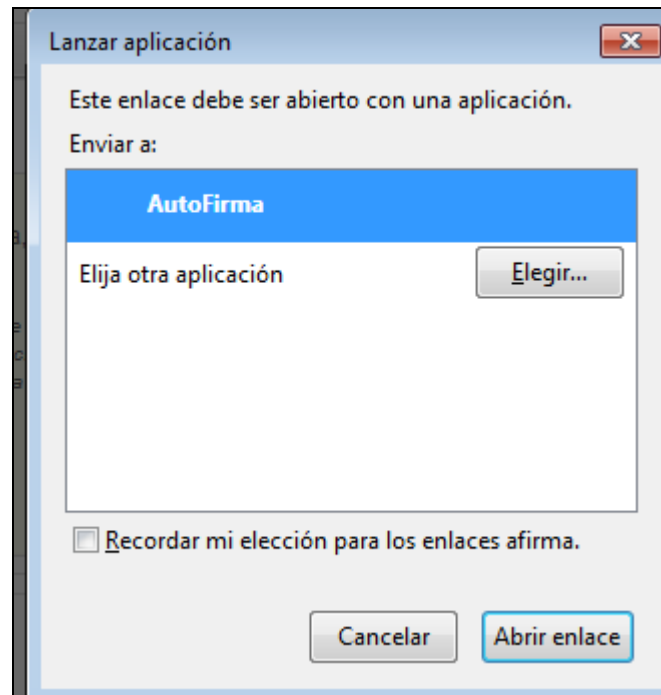 Lanzar aplicación
Este enlace debe ser abierto con una aplicación.
Enviar a:
AutoFirma
Elija otra aplicación
Elegir...
Recordar mi elección para los enlaces afirma.
Cancelar
Abrir enlace